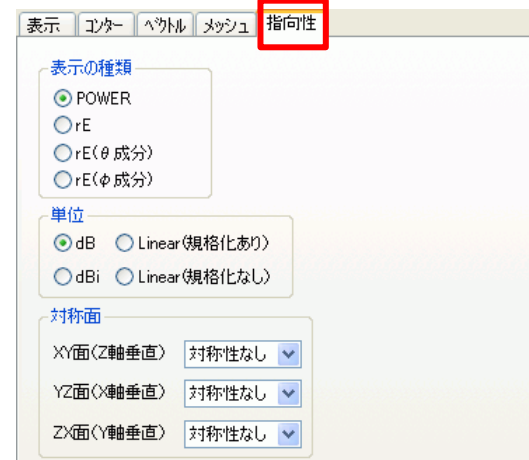 表示 コンター ベクトル メッシュ 指向性
表示の種類
POWER
rE
rE(θ成分)
rE(φ成分)
単位
dB Linear(規格化あり)
dBi Linear(規格化なし)
対称面
XY面(Z軸垂直) 対称性なし
YZ面(X軸垂直) 対称性なし
ZX面(Y軸垂直) 対称性なし